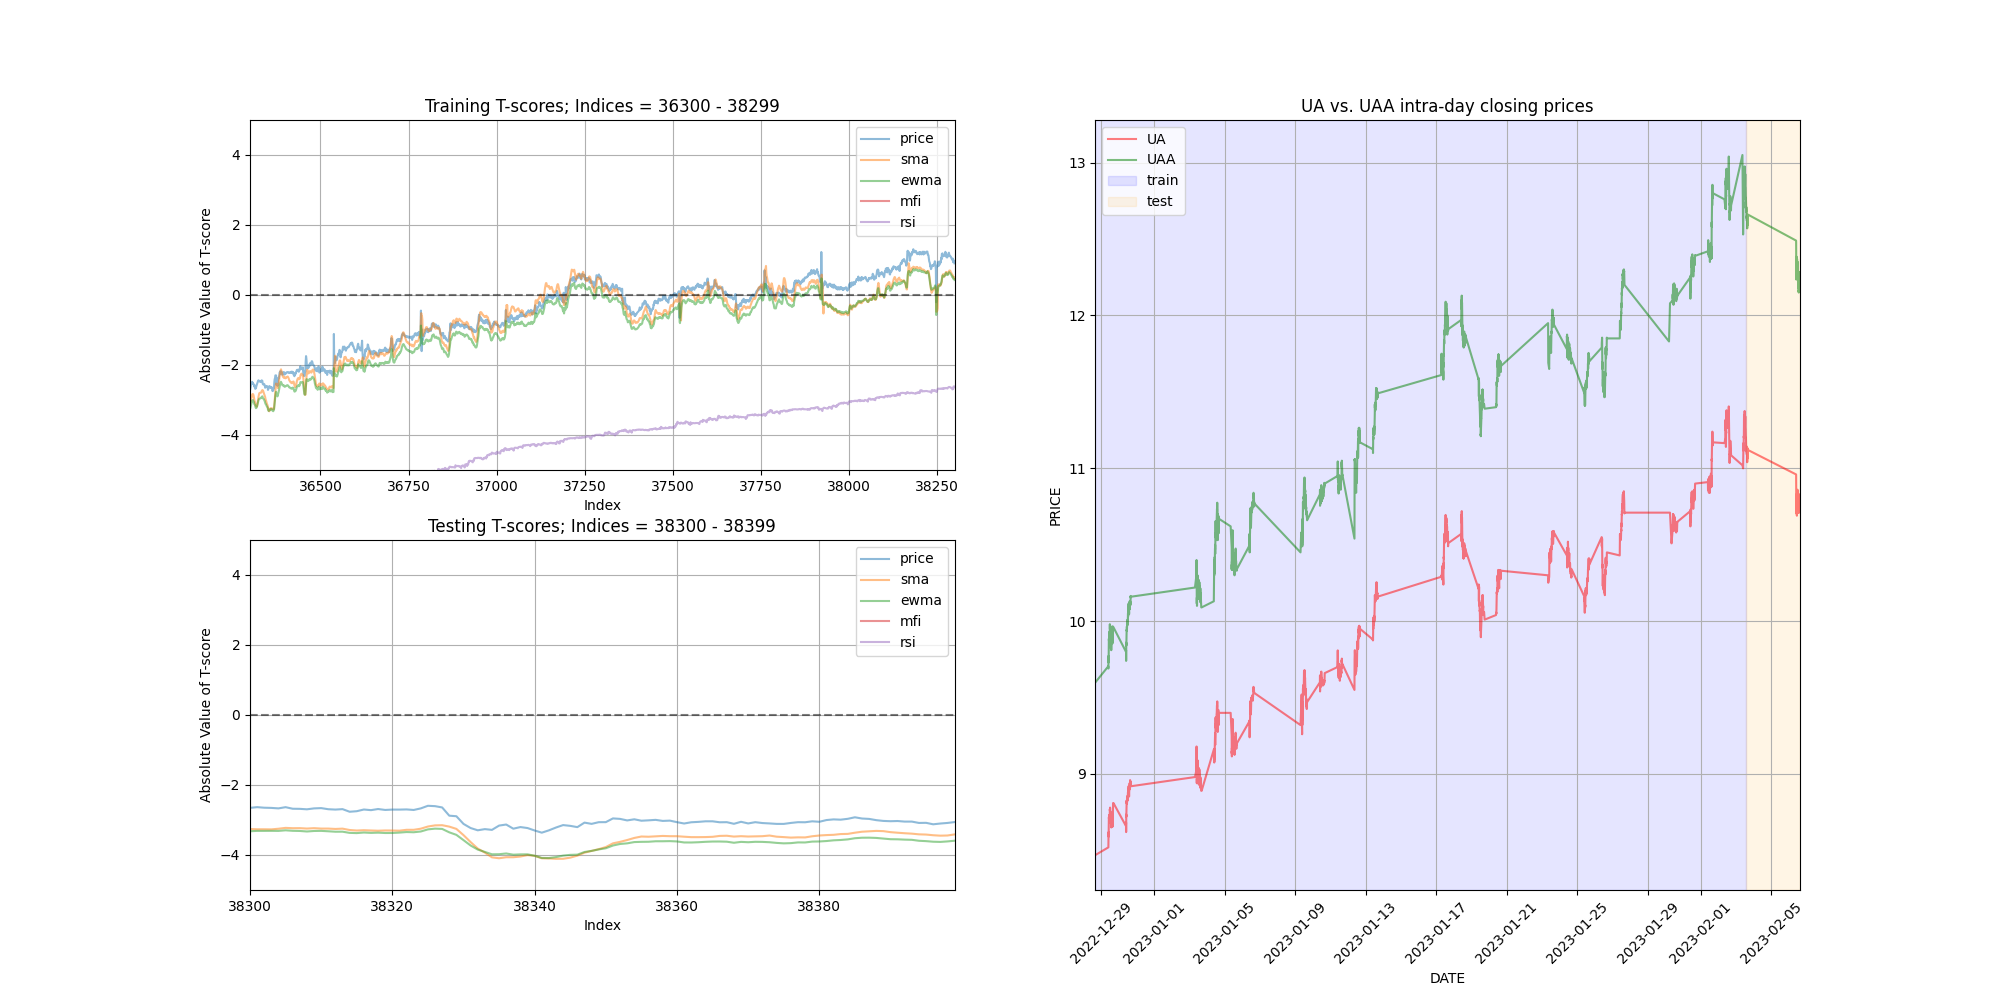 Training T-scores; Indices = 36300 - 38299
Absolute Value of T-score
4
2
0
−2
−4
price
sma
ewma
mfi
rsi
36500
36750
37000
37250
37500
37750
38000
38250
Index
Testing T-scores; Indices = 38300 - 38399
Absolute Value of T-score
4
2
0
−2
−4
price
sma
ewma
mfi
rsi
38300
38320
38340
38360
38380
Index
UA vs. UAA intra-day closing prices
PRICE
13
12
11
10
9
UA
UAA
train
test
2022-12-29
2023-01-01
2023-01-05
2023-01-09
2023-01-13
2023-01-17
2023-01-21
2023-01-25
2023-01-29
2023-02-01
2023-02-05
DATE